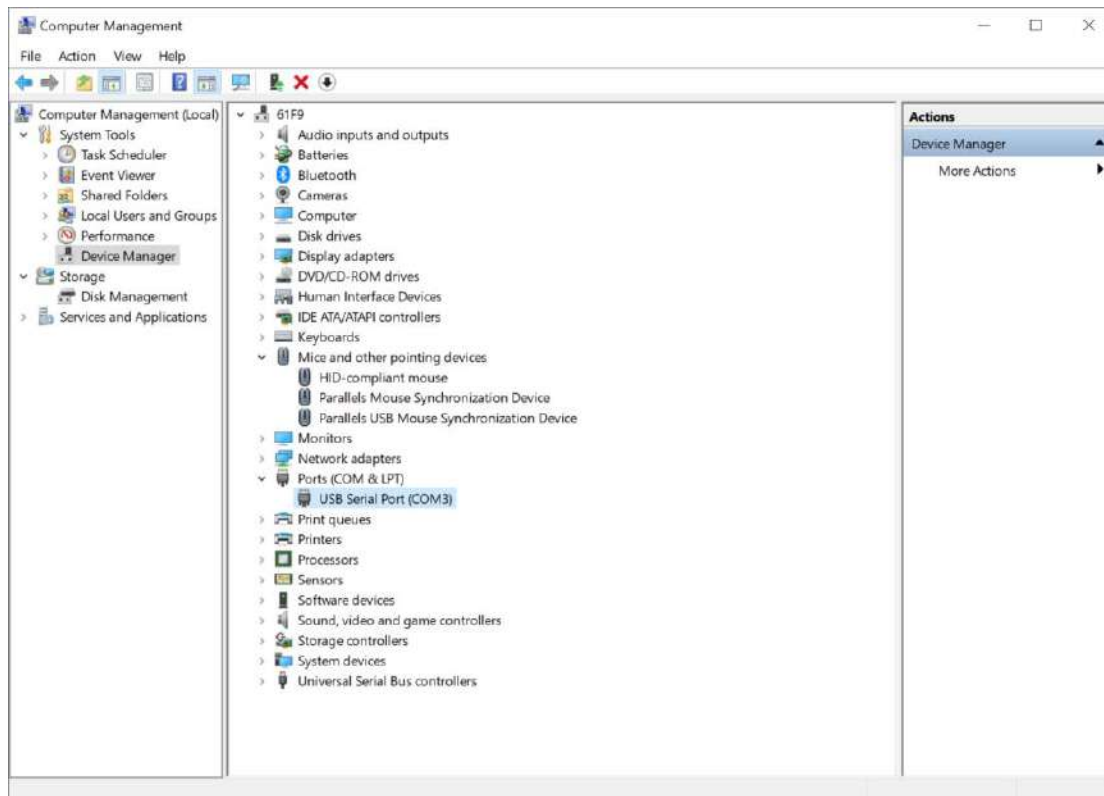 Computer Management
File Action View Help
Computer Management (Local)
System Tools
Task Scheduler
Event Viewer
Shared Folders
Local Users and Groups
Performance
Device Manager
Storage
Disk Management
Services and Applications
61F9
Audio inputs and outputs
Batteries
Bluetooth
Cameras
Computer
Disk drives
Display adapters
DVD/CD-ROM drives
Human Interface Devices
IDE ATA/ATAPI controllers
Keyboards
Mice and other pointing devices
HID-compliant mouse
Parallels Mouse Synchronization Device
Parallels USB Mouse Synchronization Device
Monitors
Network adapters
Ports (COM & LPT)
USB Serial Port (COM3)
Print queues
Printers
Processors
Sensors
Software devices
Sound, video and game controllers
Storage controllers
System devices
Universal Serial Bus controllers
Actions
Device Manager
More Actions